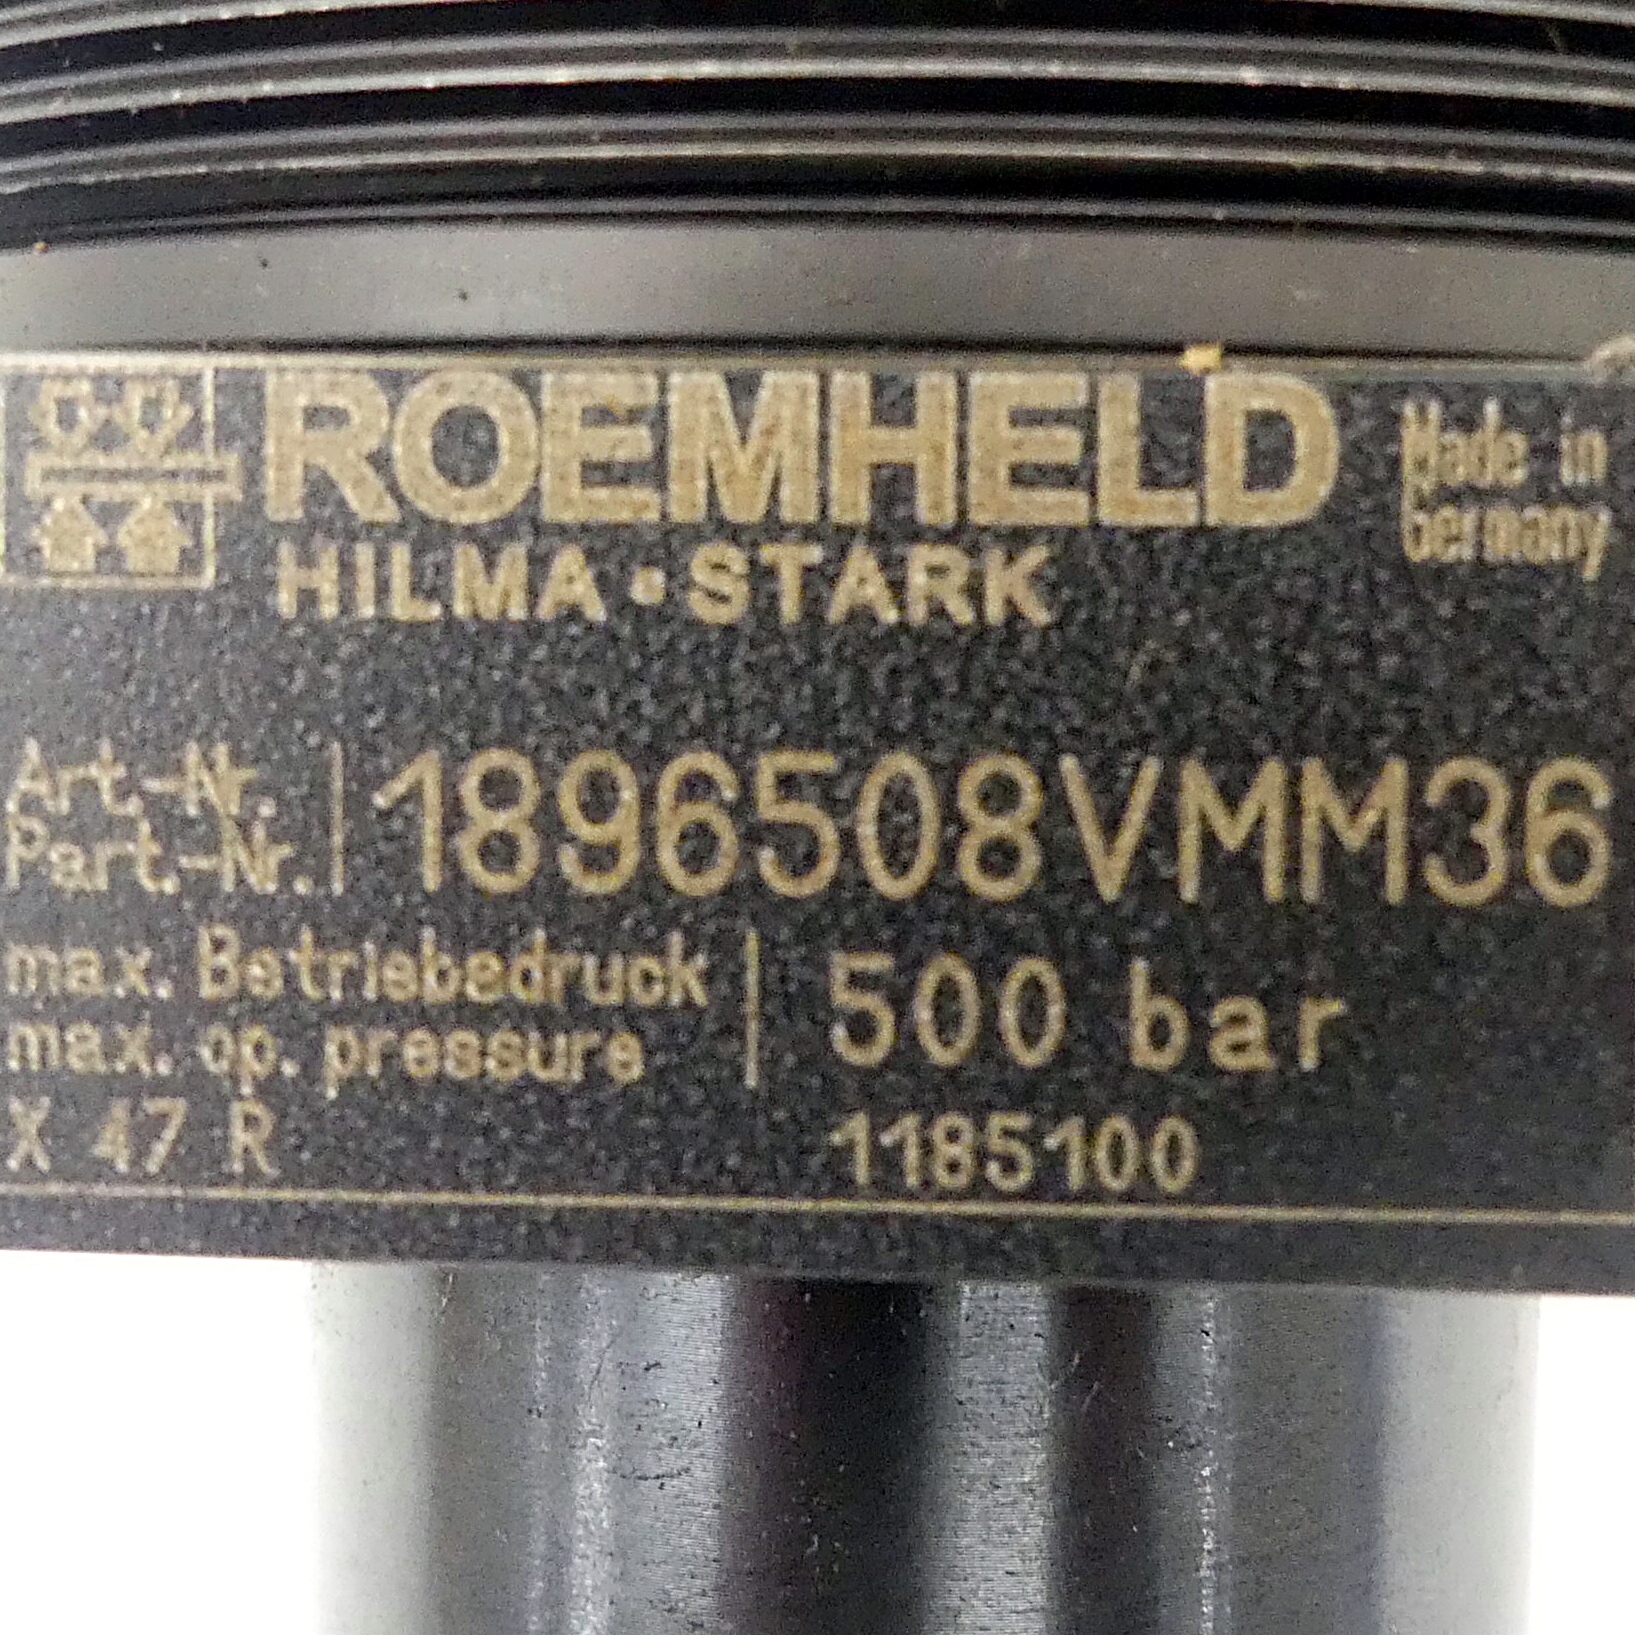 ROEMHELD
HILMA • STARK
Made in
Germany
Art.-Nr.
Part.-Nr.
1896508VMM36
max. Betriebsdruck
max. op. pressure
500 bar
X 47 R
1185100